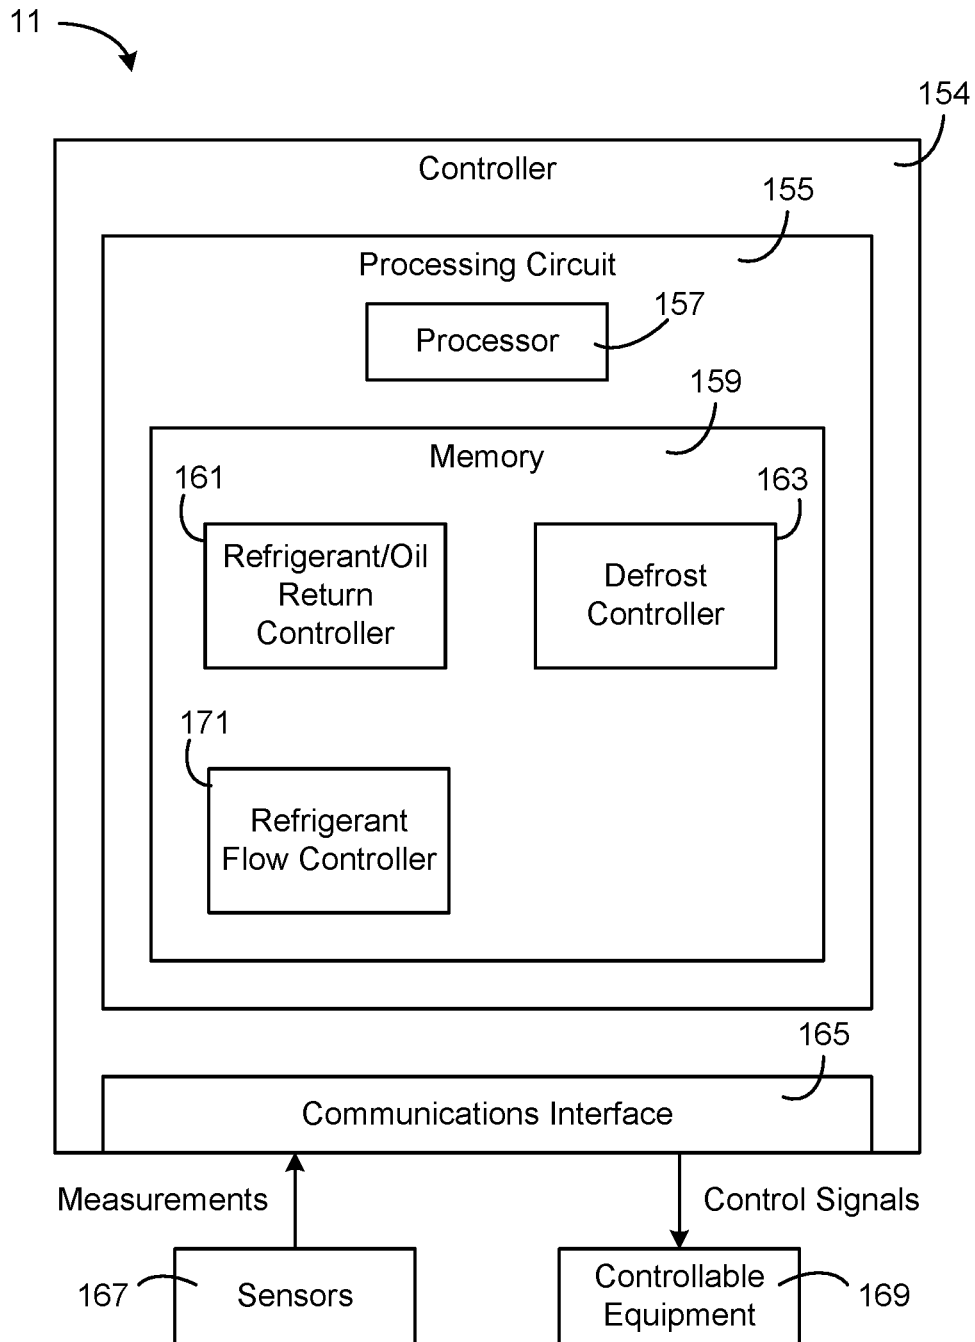 11
154
Controller
155
Processing Circuit
157
Processor
159
Memory
161
163
Refrigerant/Oil
Return
Controller
Defrost
Controller
171
Refrigerant
Flow Controller
165
Communications Interface
Measurements
Control Signals
167
Sensors
Controllable
Equipment
169